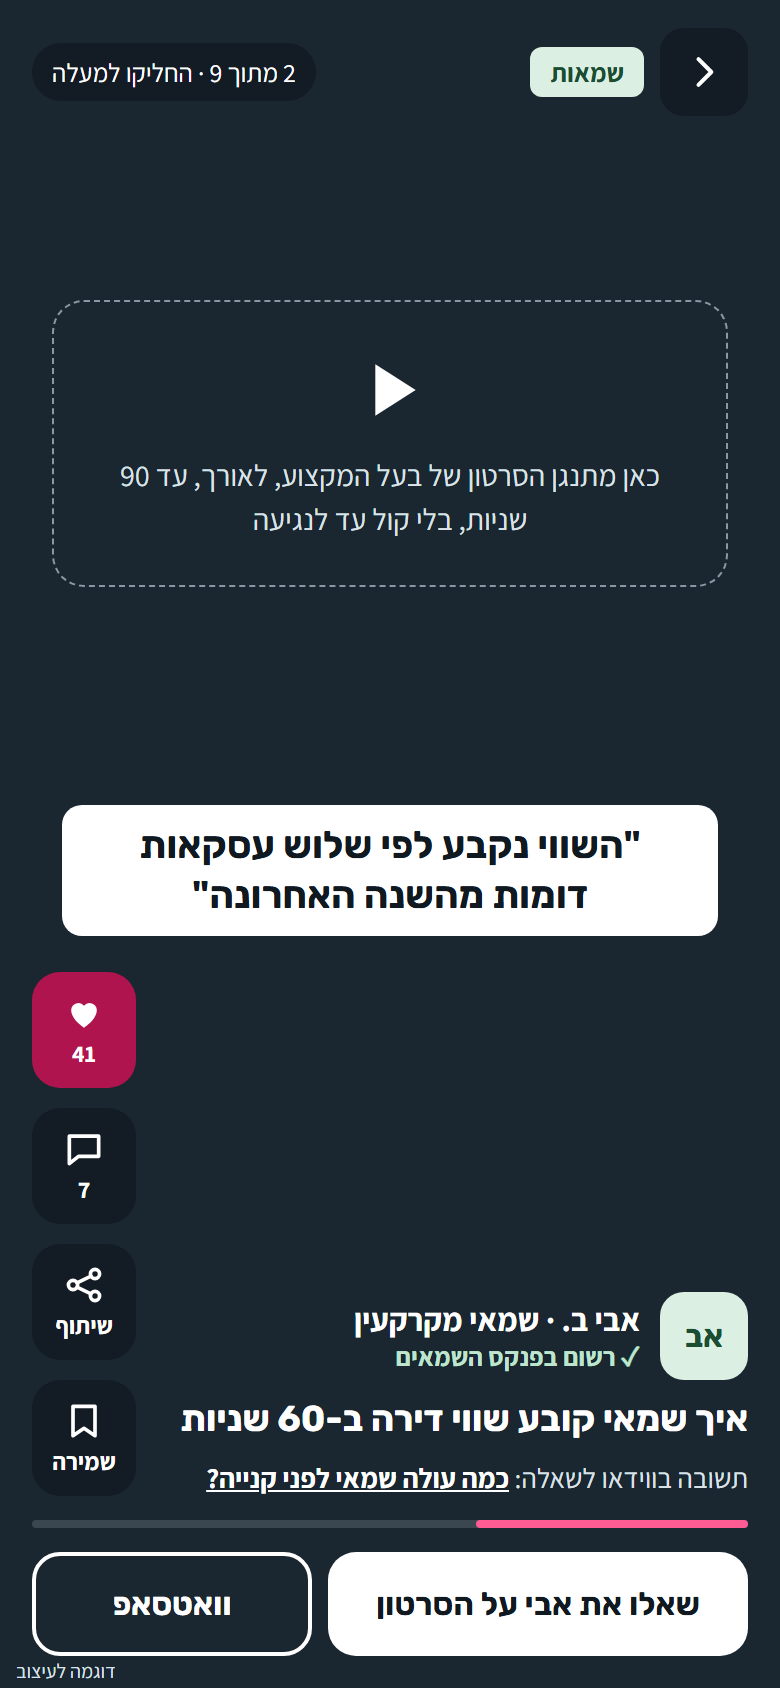 שמאות
2 מתוך 9 · החליקו למעלה
כאן מתנגן הסרטון של בעל המקצוע, לאורך, עד 90
שניות, בלי קול עד לנגיעה
"השווי נקבע לפי שלוש עסקאות
דומות מהשנה האחרונה"
41
7
שיתוף
שמירה
אב
אבי ב. · שמאי מקרקעין
✓ רשום בפנקס השמאים
איך שמאי קובע שווי דירה ב-60 שניות
תשובה בווידאו לשאלה: כמה עולה שמאי לפני קנייה?
שאלו את אבי על הסרטון
וואטסאפ
דוגמה לעיצוב